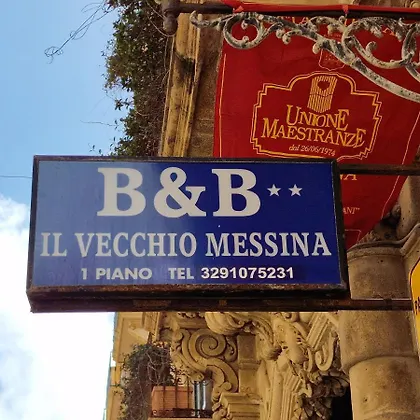 UNIONE
MAESTRANZE
dal 26/06/1974
B&B**
IL VECCHIO MESSINA
1 PIANO TEL 3291075231